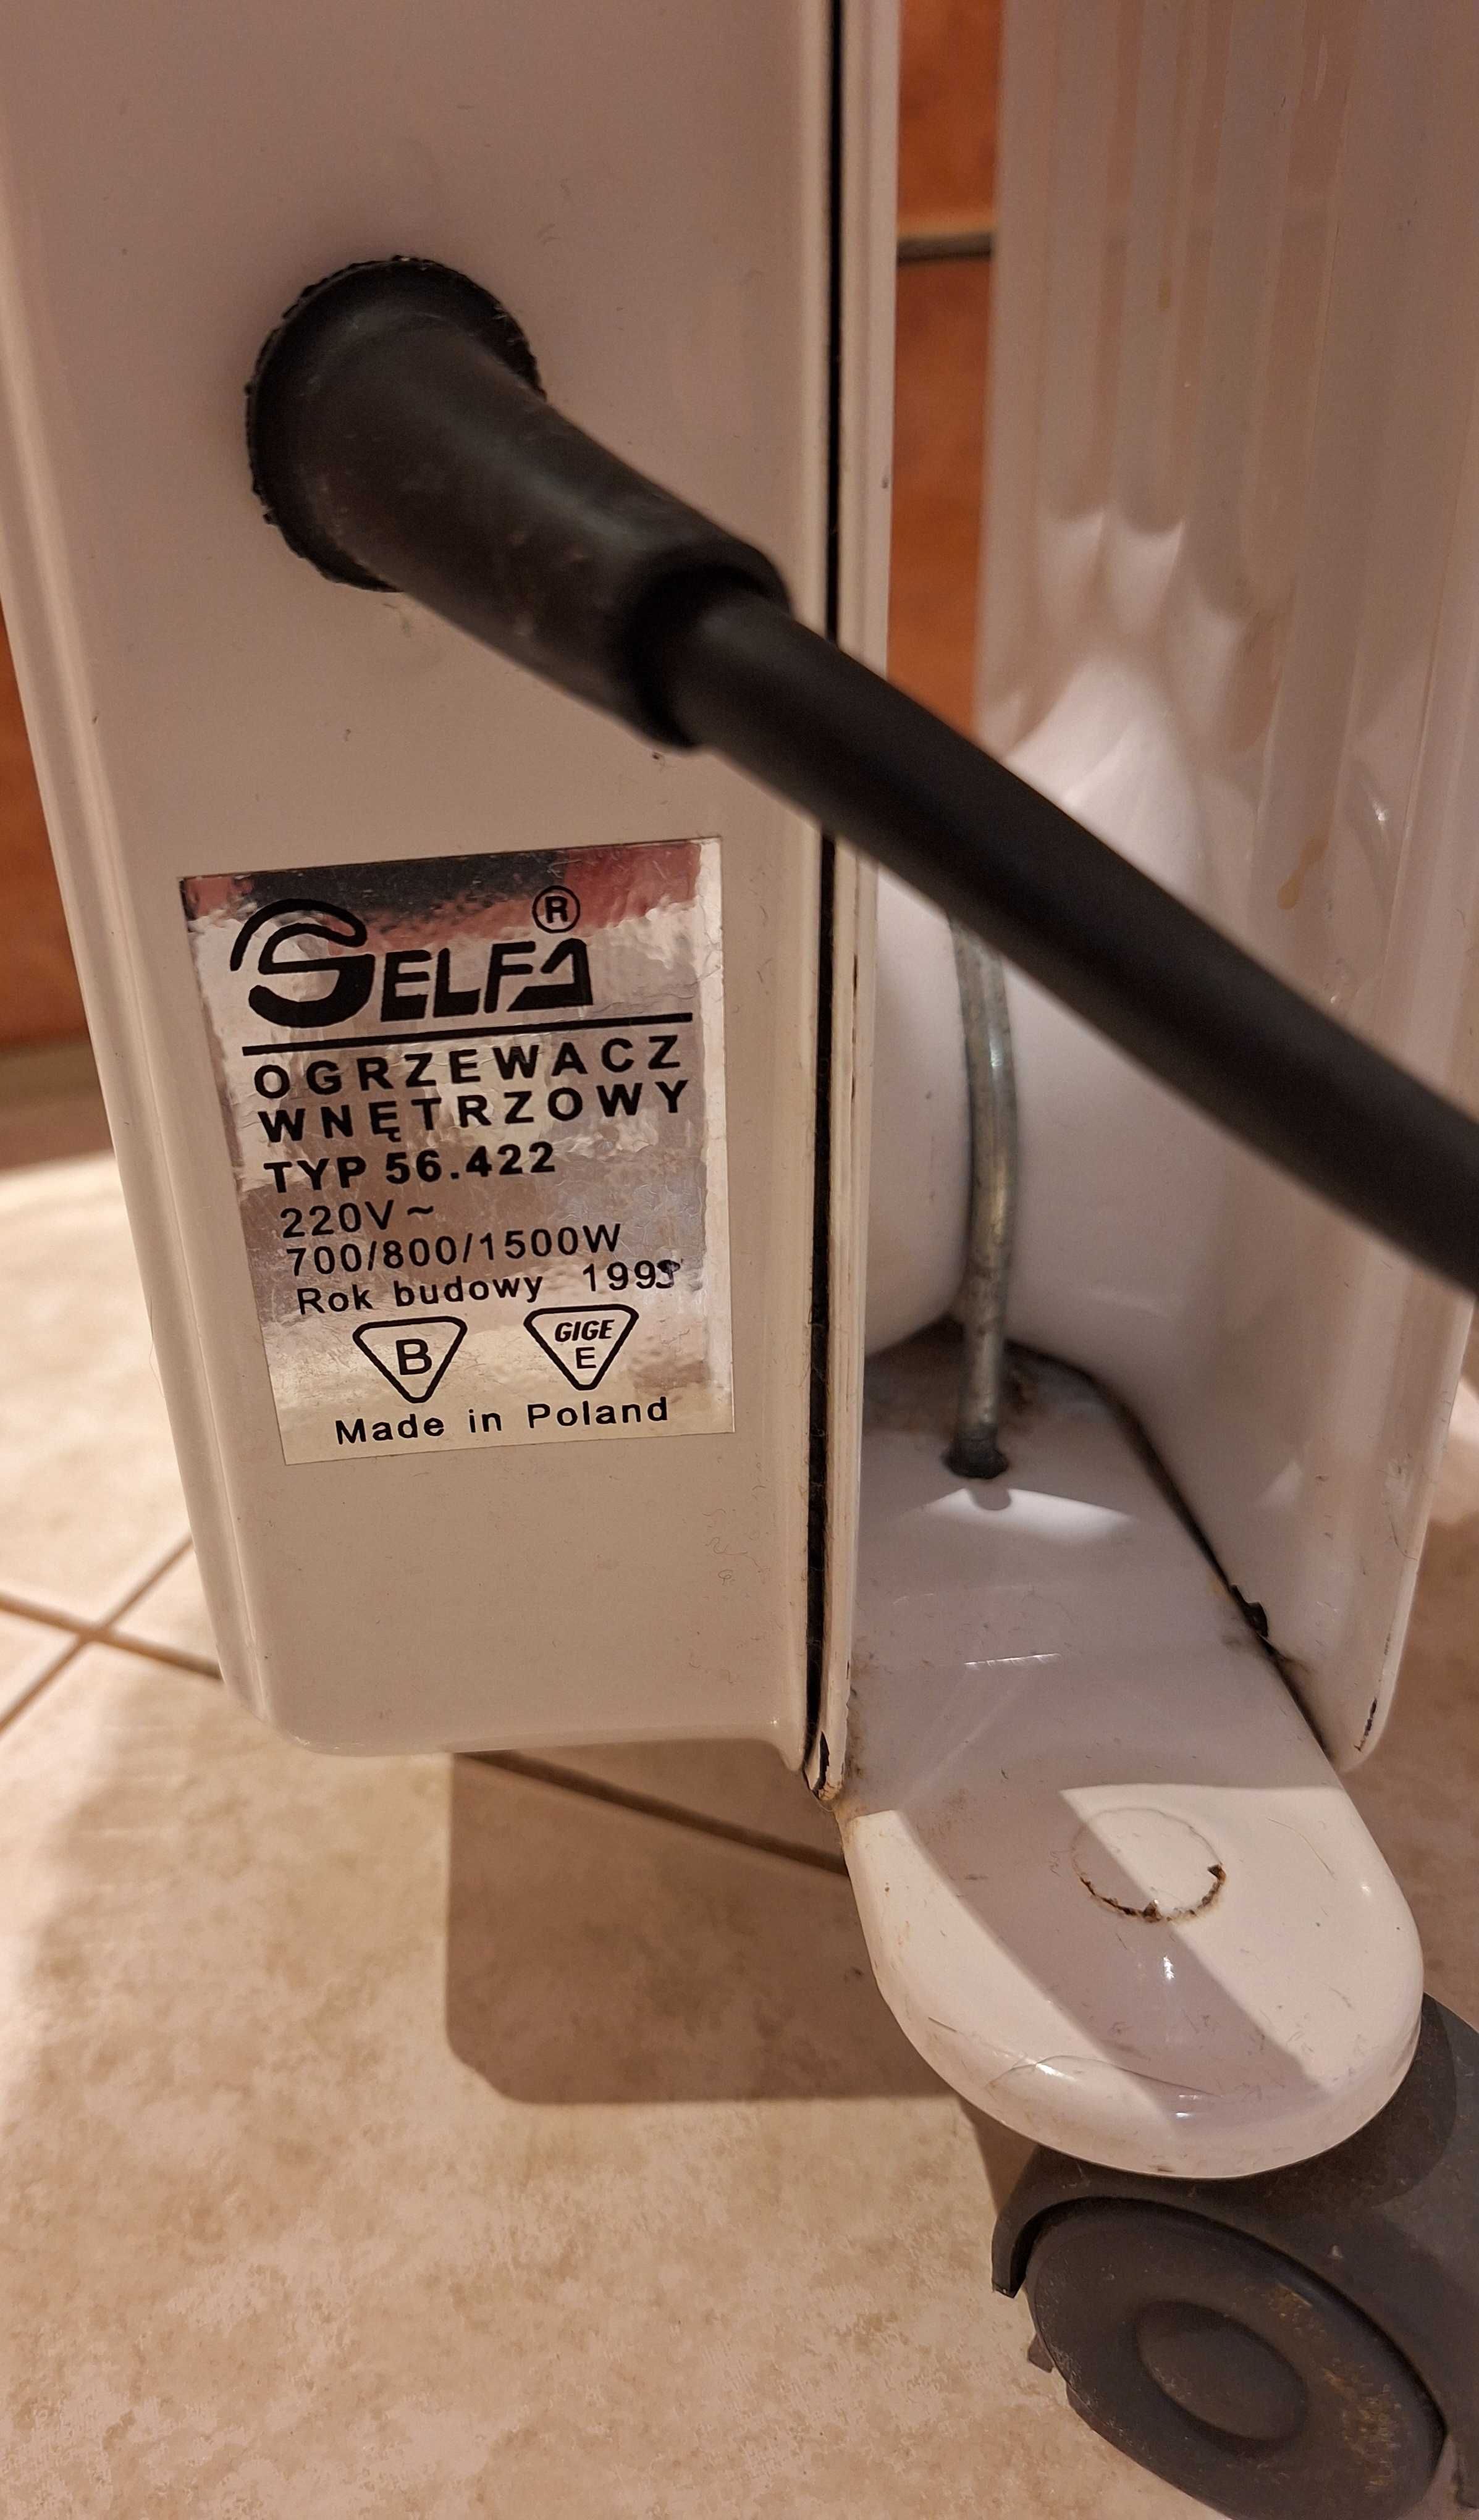 SELFA®
OGRZEWACZ
WNĘTRZOWY
TYP 56.422
220V~
700/800/1500W
Rok budowy
B
GIGE
E
Made in Poland